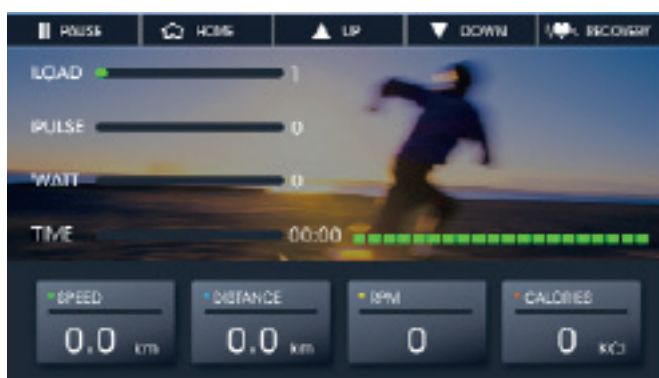 PAUSE HOME UP DOWN RECOVERY
LOAD 1
PULSE 0
WATT 0
TIME 00:00
SPEED DISTANCE RPM CALORIES
0.0 km 0.0 km 0 0